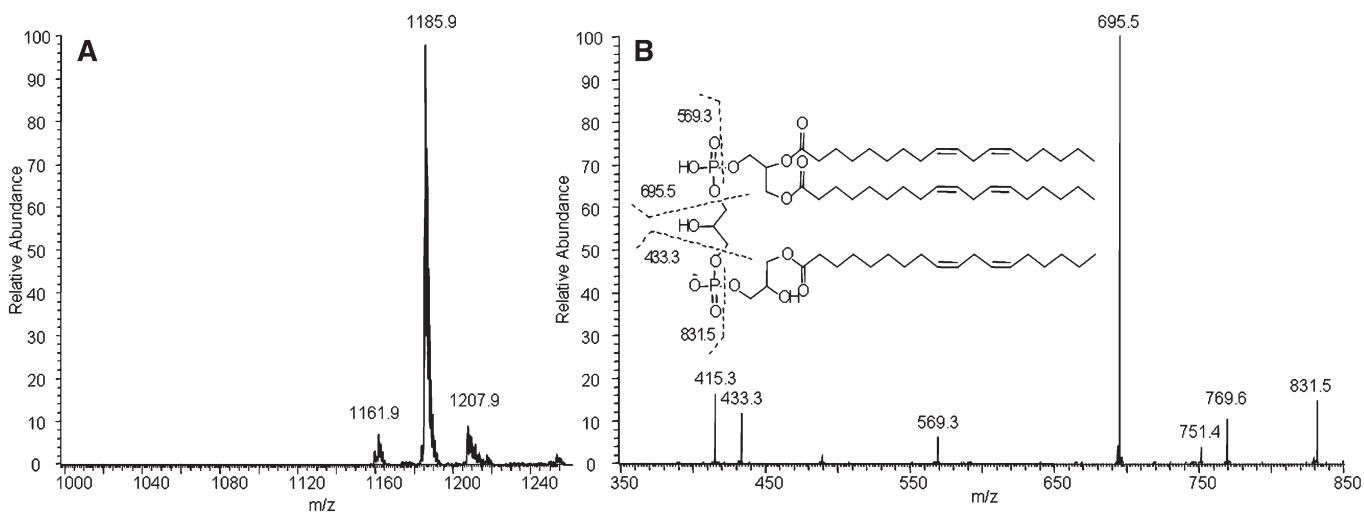 1185.9
695.5
100
A
90
80
70
60
50
40
30
20
10
0
Relative Abundance
1161.9
1207.9
1000
1040
1080
1120
1160
1200
1240
m/z
100
B
90
80
70
60
50
40
30
20
10
0
Relative Abundance
569.3
O
O
O
O
HO
P
O
O
O
695.5
O
HO
433.3
O
O
-
O
P
O
OH
O
O
831.5
415.3
433.3
569.3
751.4
769.6
831.5
350
450
550
650
750
850
m/z